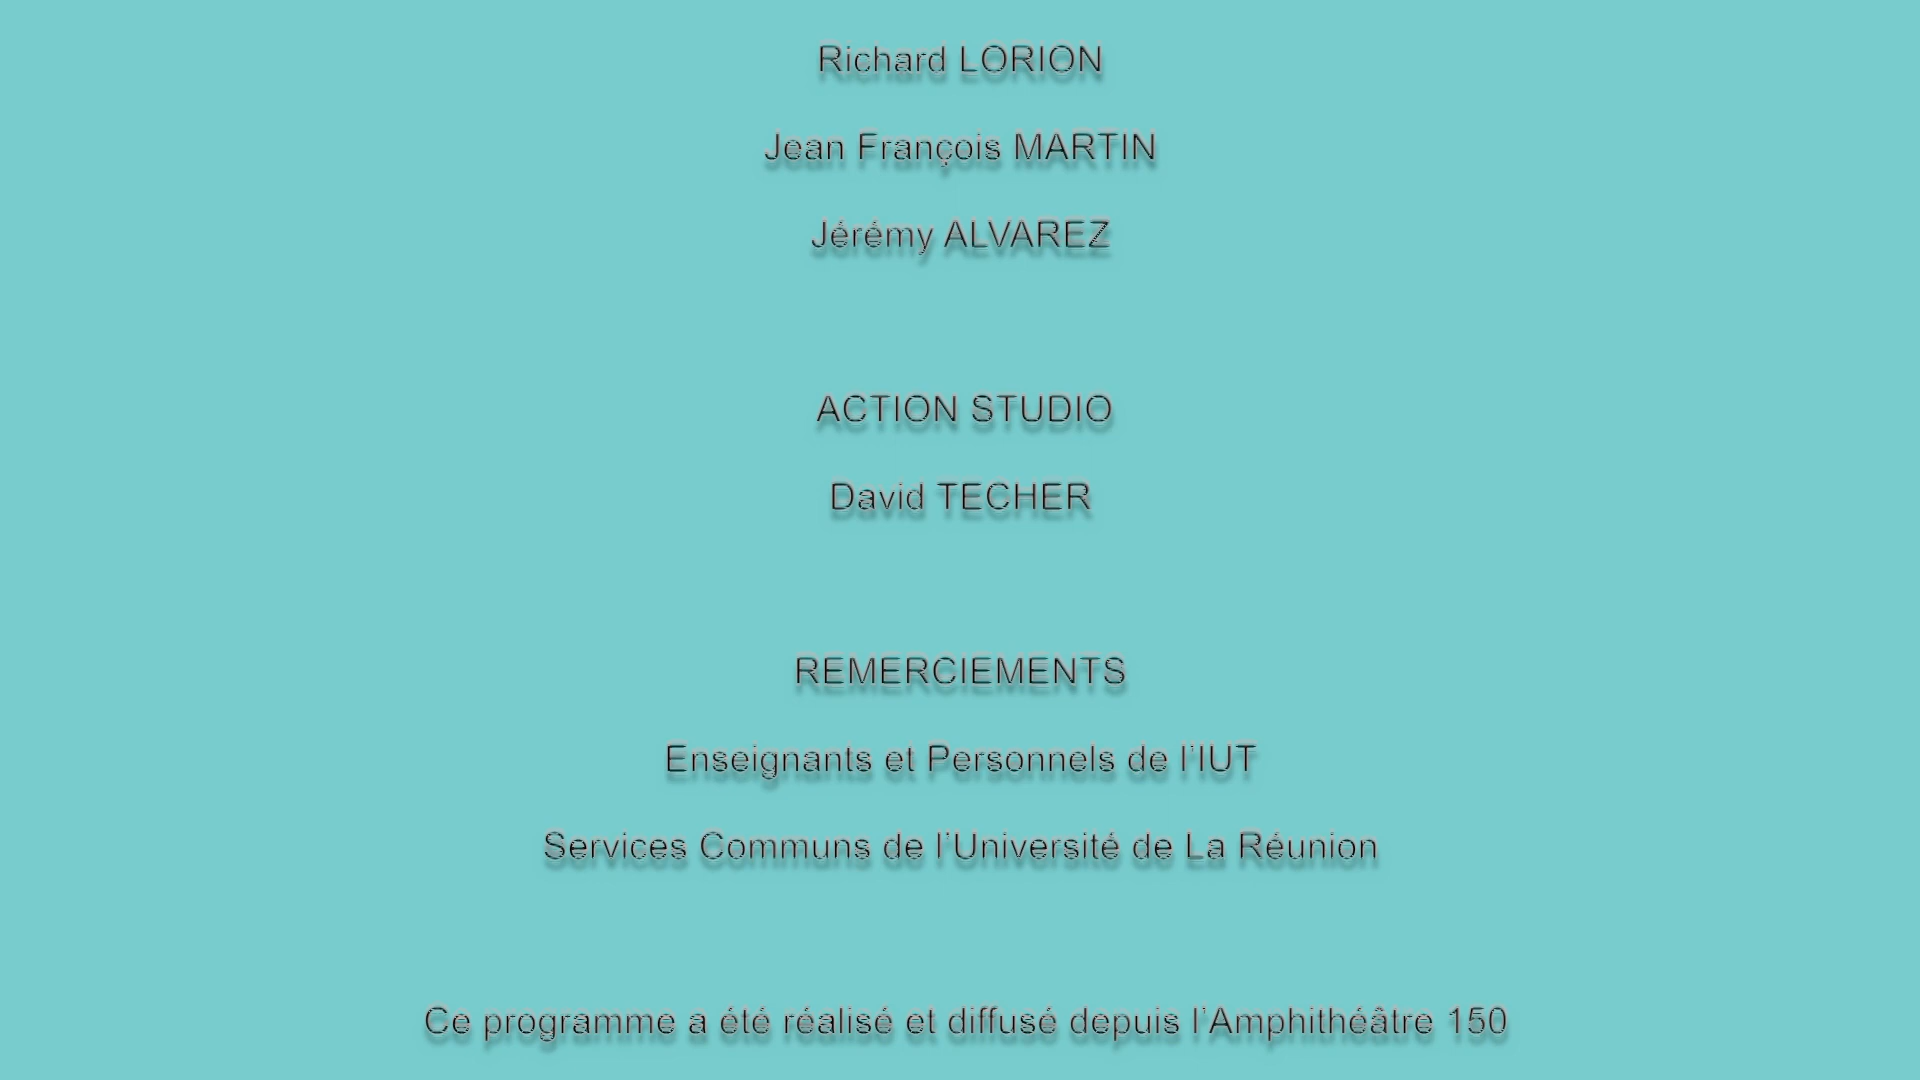 Richard LORION
Jean François MARTIN
Jérémy ALVAREZ
ACTION STUDIO
David TECHER
REMERCIEMENTS
Enseignants et Personnels de l’IUT
Services Communs de l’Université de La Réunion
Ce programme a été réalisé et diffusé depuis l’Amphithéâtre 150